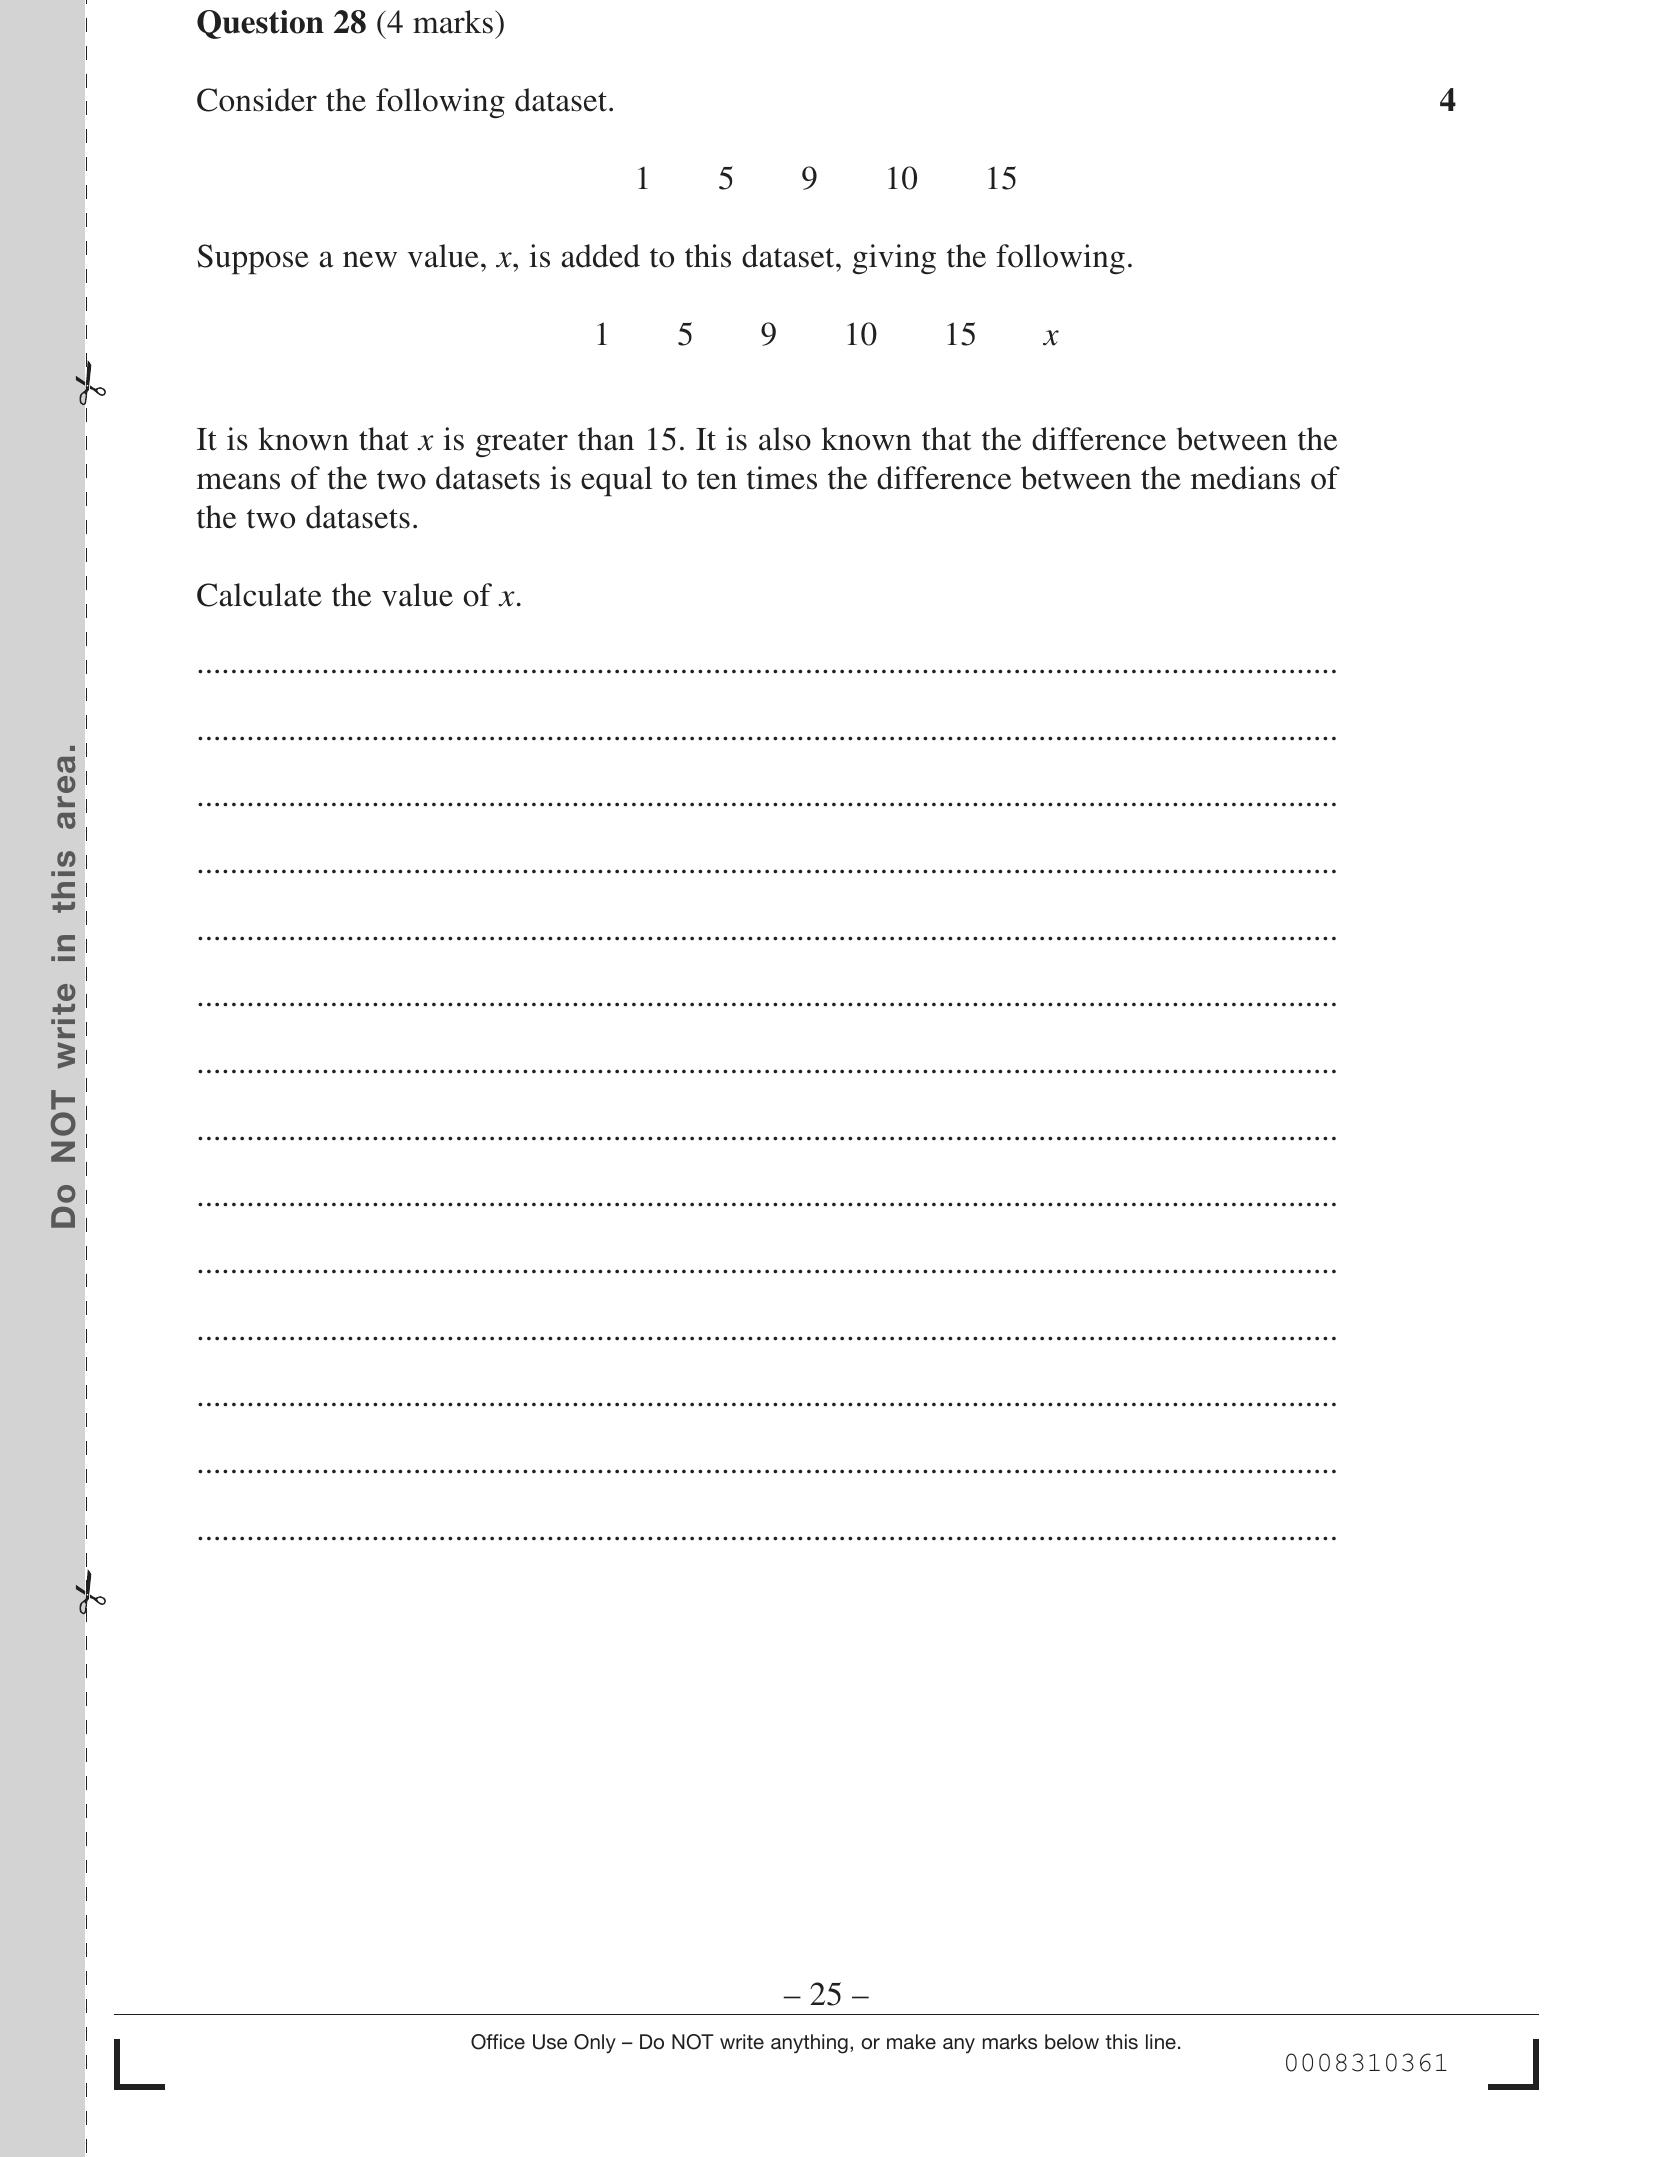 Question 28 (4 marks)
Consider the following dataset. 4
1 5 9 10 15
Suppose a new value, x, is added to this dataset, giving the following.
1 5 9 10 15 x
It is known that x is greater than 15. It is also known that the difference between the
means of the two datasets is equal to ten times the difference between the medians of
the two datasets.
Calculate the value of x.
Do NOT write in this area.
– 25 –
Office Use Only – Do NOT write anything, or make any marks below this line.
0008310361